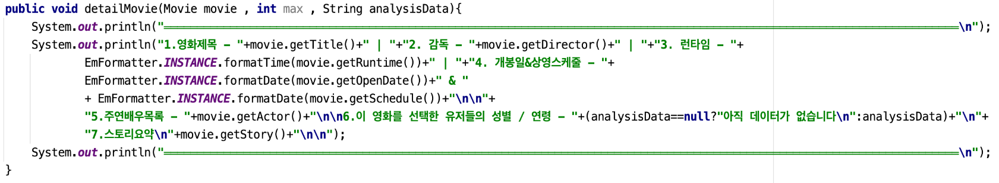 public void detailMovie(Movie movie , int max , String analysisData){
    System.out.println("════════════════════════════════════════════════════════════════════════════════════════════════════════════════════════\n");
    System.out.println("1.영화제목 - "+movie.getTitle()+" | "+"2. 감독 - "+movie.getDirector()+" | "+"3. 런타임 - "+
            EmFormatter.INSTANCE.formatTime(movie.getRuntime())+" | "+"4. 개봉일&상영스케줄 - "+
            EmFormatter.INSTANCE.formatDate(movie.getOpenDate())+" & "
            + EmFormatter.INSTANCE.formatDate(movie.getSchedule())+"\n\n"+
            "5.주연배우목록 - "+movie.getActor()+"\n\n6.이 영화를 선택한 유저들의 성별 / 연령 - "+(analysisData==null?"아직 데이터가 없습니다\n":analysisData)+"\n"+
            "7.스토리요약\n"+movie.getStory()+"\n\n");
    System.out.println("════════════════════════════════════════════════════════════════════════════════════════════════════════════════════════\n");
}